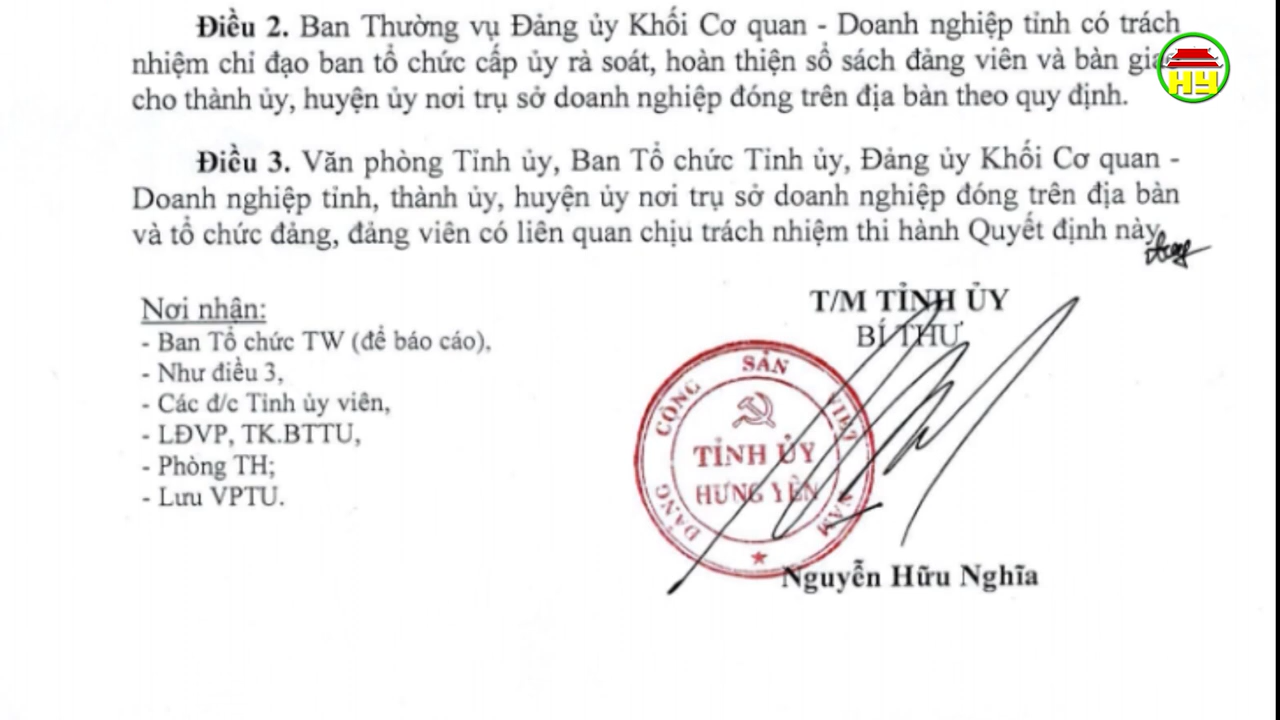 Điều 2. Ban Thường vụ Đảng ủy Khối Cơ quan - Doanh nghiệp tỉnh có trách
nhiệm chỉ đạo ban tổ chức cấp ủy rà soát, hoàn thiện sổ sách đảng viên và bàn
cho thành ủy, huyện ủy nơi trụ sở doanh nghiệp đóng trên địa bàn theo quy định.
Điều 3. Văn phòng Tỉnh ủy, Ban Tổ chức Tỉnh ủy, Đảng ủy Khối Cơ quan -
Doanh nghiệp tỉnh, thành ủy, huyện ủy nơi trụ sở doanh nghiệp đóng trên địa bàn
và tổ chức đảng, đảng viên có liên quan chịu trách nhiệm thi hành Quyết định này.
Nơi nhận:
- Ban Tổ chức TW (để báo cáo),
- Như điều 3,
- Các đ/c Tỉnh ủy viên,
- LĐVP, TK.BTTU,
- Phòng TH;
- Lưu VPTU.
T/M TỈNH ỦY
BÍ THƯ
ĐẢNG CỘNG SẢN VIỆT NAM
TỈNH ỦY
HƯNG YÊN
Nguyễn Hữu Nghĩa
HY